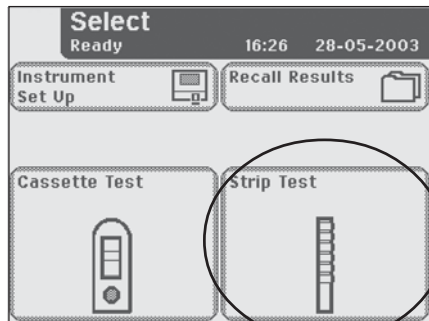 Select
Ready 16:26 28-05-2003
Instrument
Set Up
Recall Results
Cassette Test
Strip Test